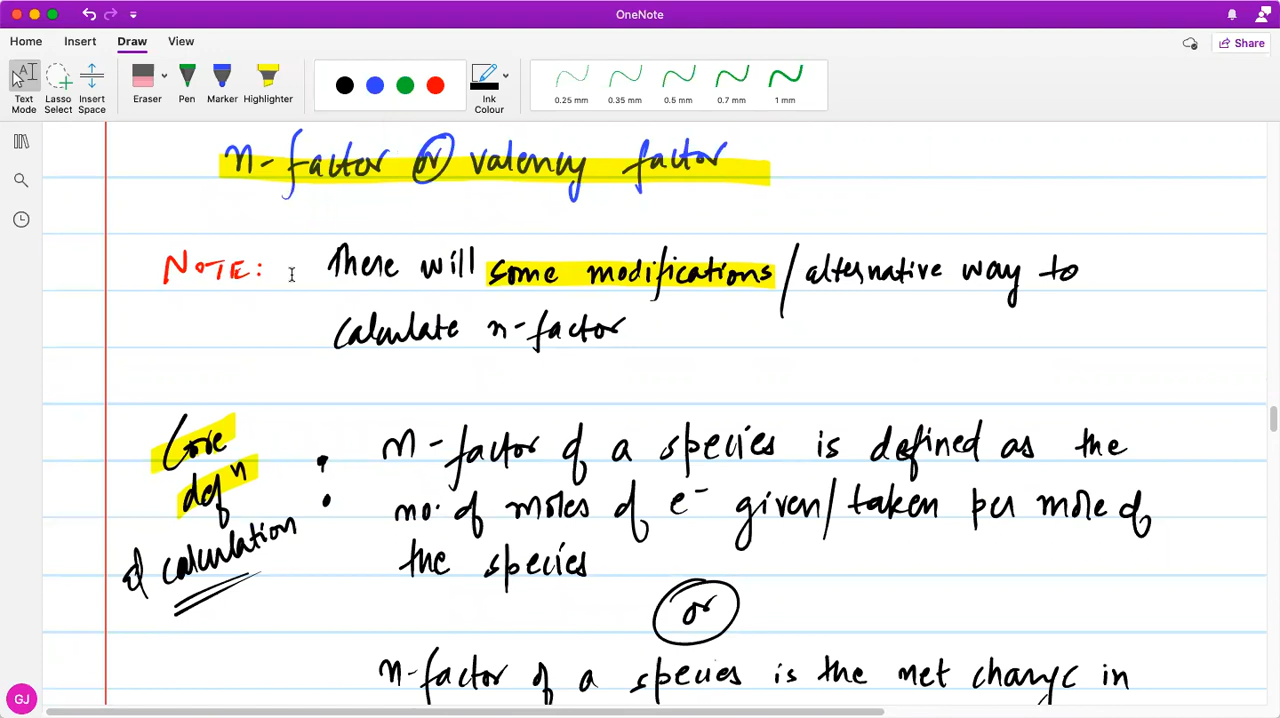 OneNote
Home Insert Draw View
Share
Text Mode
Lasso Select
Insert Space
Eraser
Pen
Marker
Highlighter
Ink Colour
0.25 mm 0.35 mm 0.5 mm 0.7 mm 1 mm
n-factor or valency factor
NOTE: There will some modifications/alternative way to
calculate n-factor
Core defn & calculation : n-factor of a species is defined as the
no. of moles of e⁻ given/taken per mole of
the species
or
n-factor of a species is the net change in
GJ